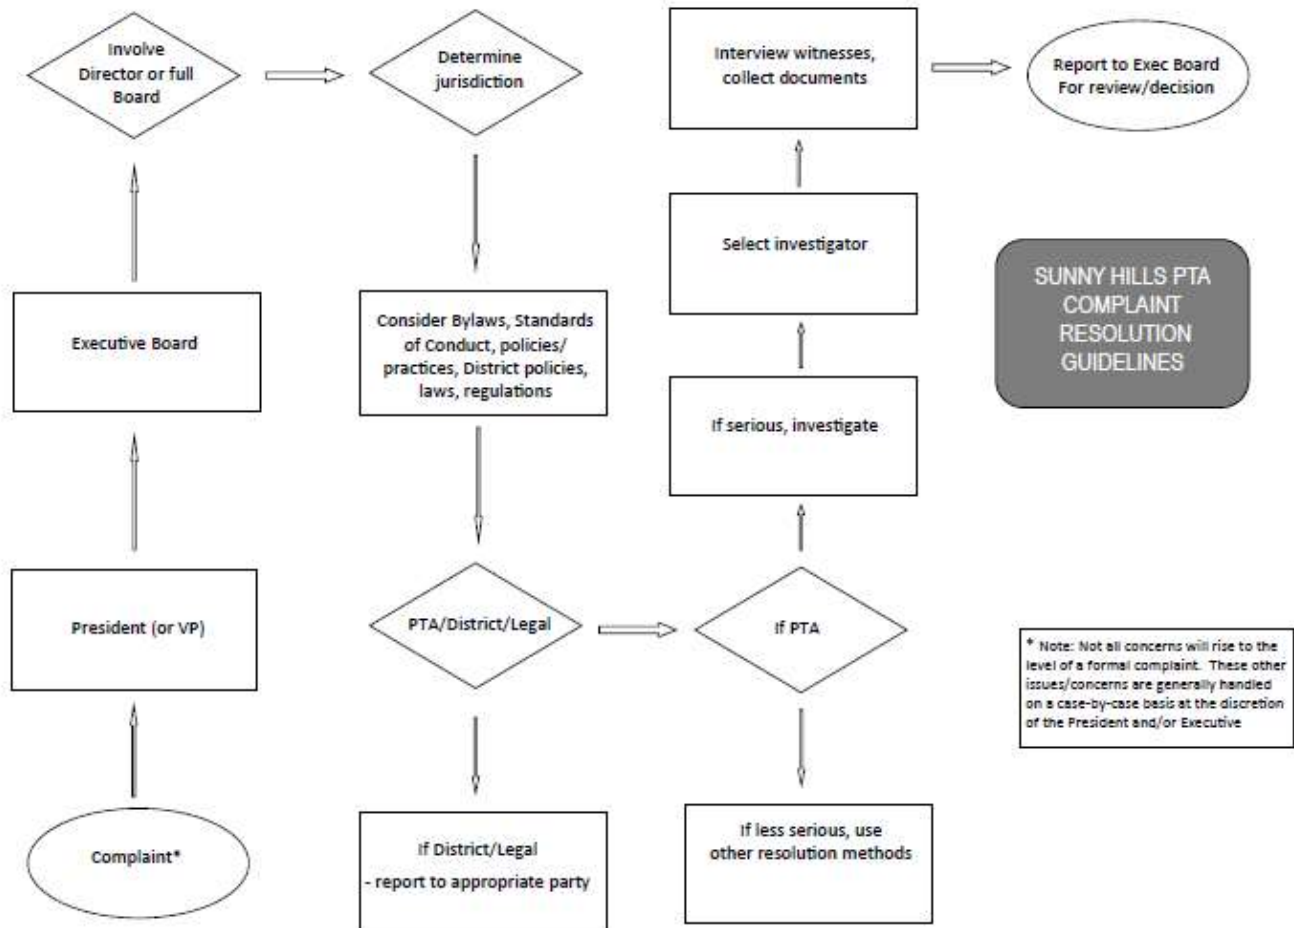 Involve
Director or full
Board
Determine
jurisdiction
Interview witnesses,
collect documents
Report to Exec Board
For review/decision
Select investigator
SUNNY HILLS PTA
COMPLAINT
RESOLUTION
GUIDELINES
Executive Board
Consider Bylaws, Standards
of Conduct, policies/
practices, District policies,
laws, regulations
If serious, investigate
President (or VP)
PTA/District/Legal
If PTA
* Note: Not all concerns will rise to the
level of a formal complaint. These other
issues/concerns are generally handled
on a case-by-case basis at the discretion
of the President and/or Executive
Complaint*
If District/Legal
- report to appropriate party
If less serious, use
other resolution methods